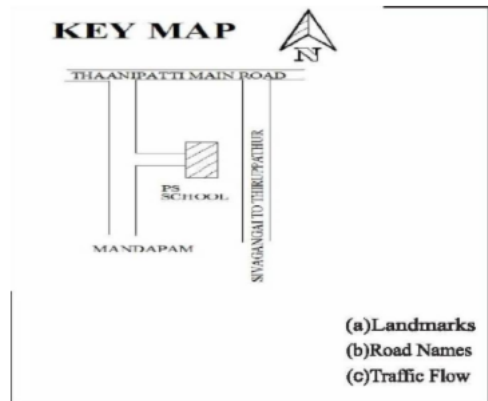 KEY MAP
N
THAANIPATTI MAIN ROAD
SIVAGANGAI TO THIRUPPATHUR
PS
SCHOOL
MANDAPAM
(a)Landmarks
(b)Road Names
(c)Traffic Flow